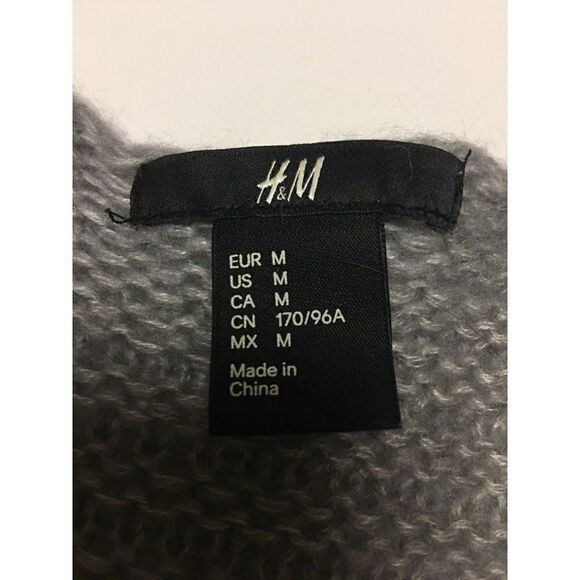 H&M
EUR M
US M
CA M
CN 170/96A
MX M
Made in
China